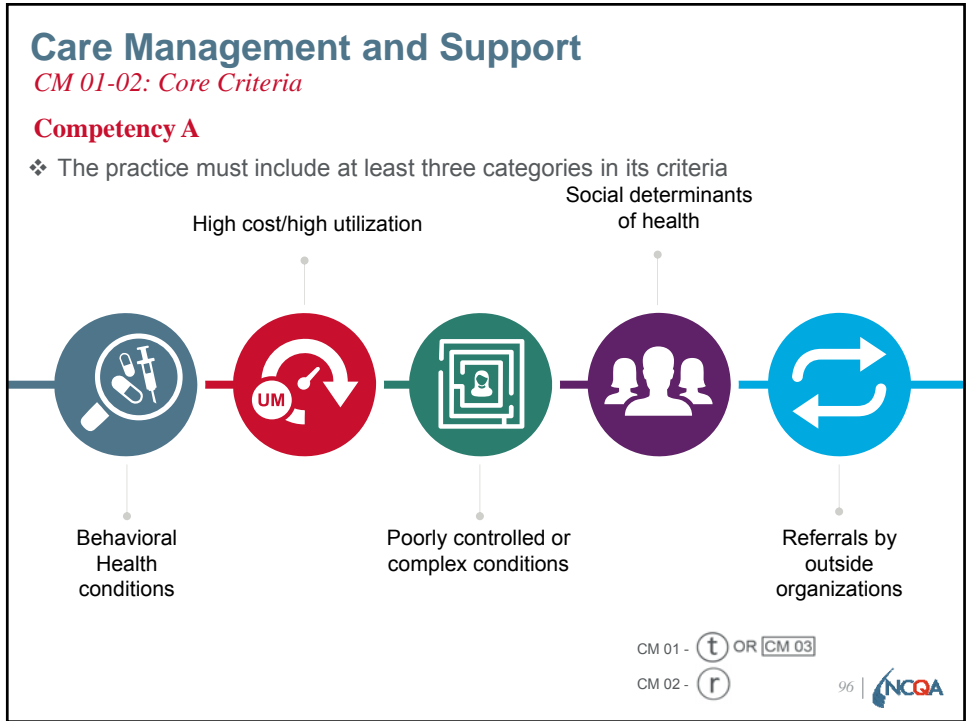 Care Management and Support
CM 01-02: Core Criteria
Competency A
❖ The practice must include at least three categories in its criteria
High cost/high utilization
Social determinants
of health
UM
Behavioral
Health
conditions
Poorly controlled or
complex conditions
Referrals by
outside
organizations
CM 01 - t OR CM 03
CM 02 - r
96 | NCQA